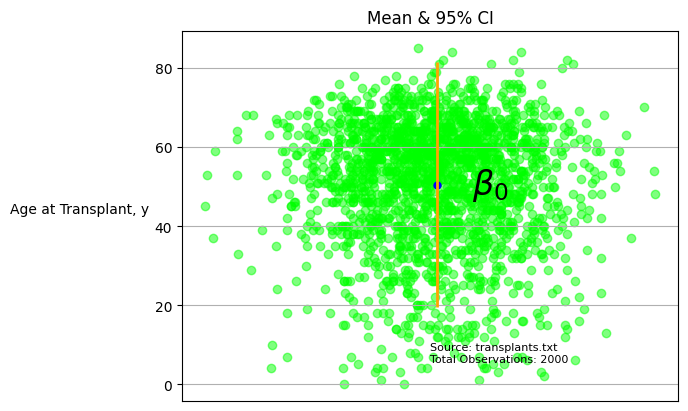 Mean & 95% CI
80
60
β₀
Age at Transplant, y
40
20
Source: transplants.txt
Total Observations: 2000
0